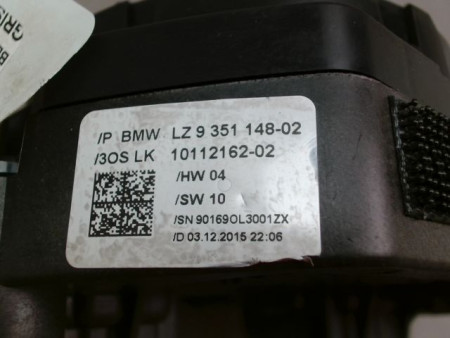 /P BMW LZ 9 351 148-02
/3OS LK 10112162-02
/HW 04
/SW 10
/SN 90169OL3001ZX
/D 03.12.2015 22:06